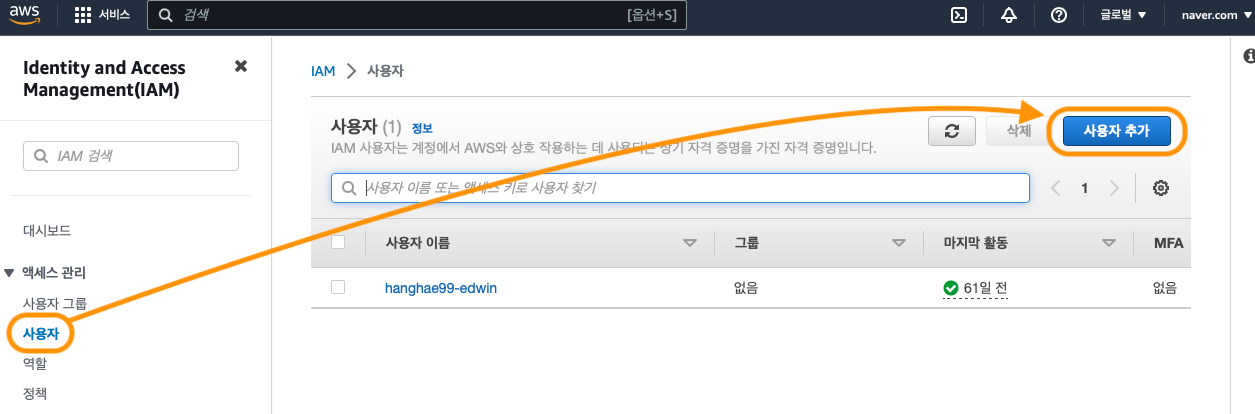 aws
서비스
검색
[옵션+S]
글로벌
naver.com
Identity and Access
Management(IAM)
IAM 검색
대시보드
액세스 관리
사용자 그룹
사용자
역할
정책
IAM
사용자
사용자 (1) 정보
IAM 사용자는 계정에서 AWS와 상호 작용하는 데 사용되는 장기 자격 증명을 가진 자격 증명입니다.
삭제
사용자 추가
사용자 이름 또는 액세스 키로 사용자 찾기
1
사용자 이름
그룹
마지막 활동
MFA
hanghae99-edwin
없음
61일 전
없음